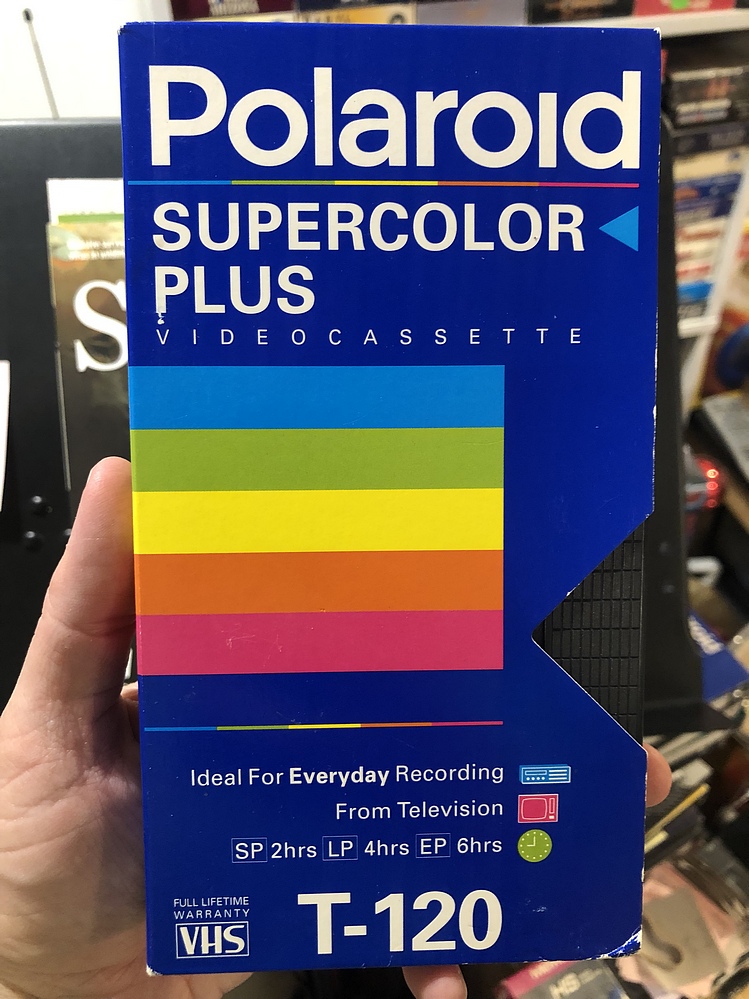 Polaroid
SUPERCOLOR
PLUS
VIDEOCASSETTE
Ideal For Everyday Recording
From Television
SP 2hrs LP 4hrs EP 6hrs
FULL LIFETIME
WARRANTY
VHS
T-120
S
HS